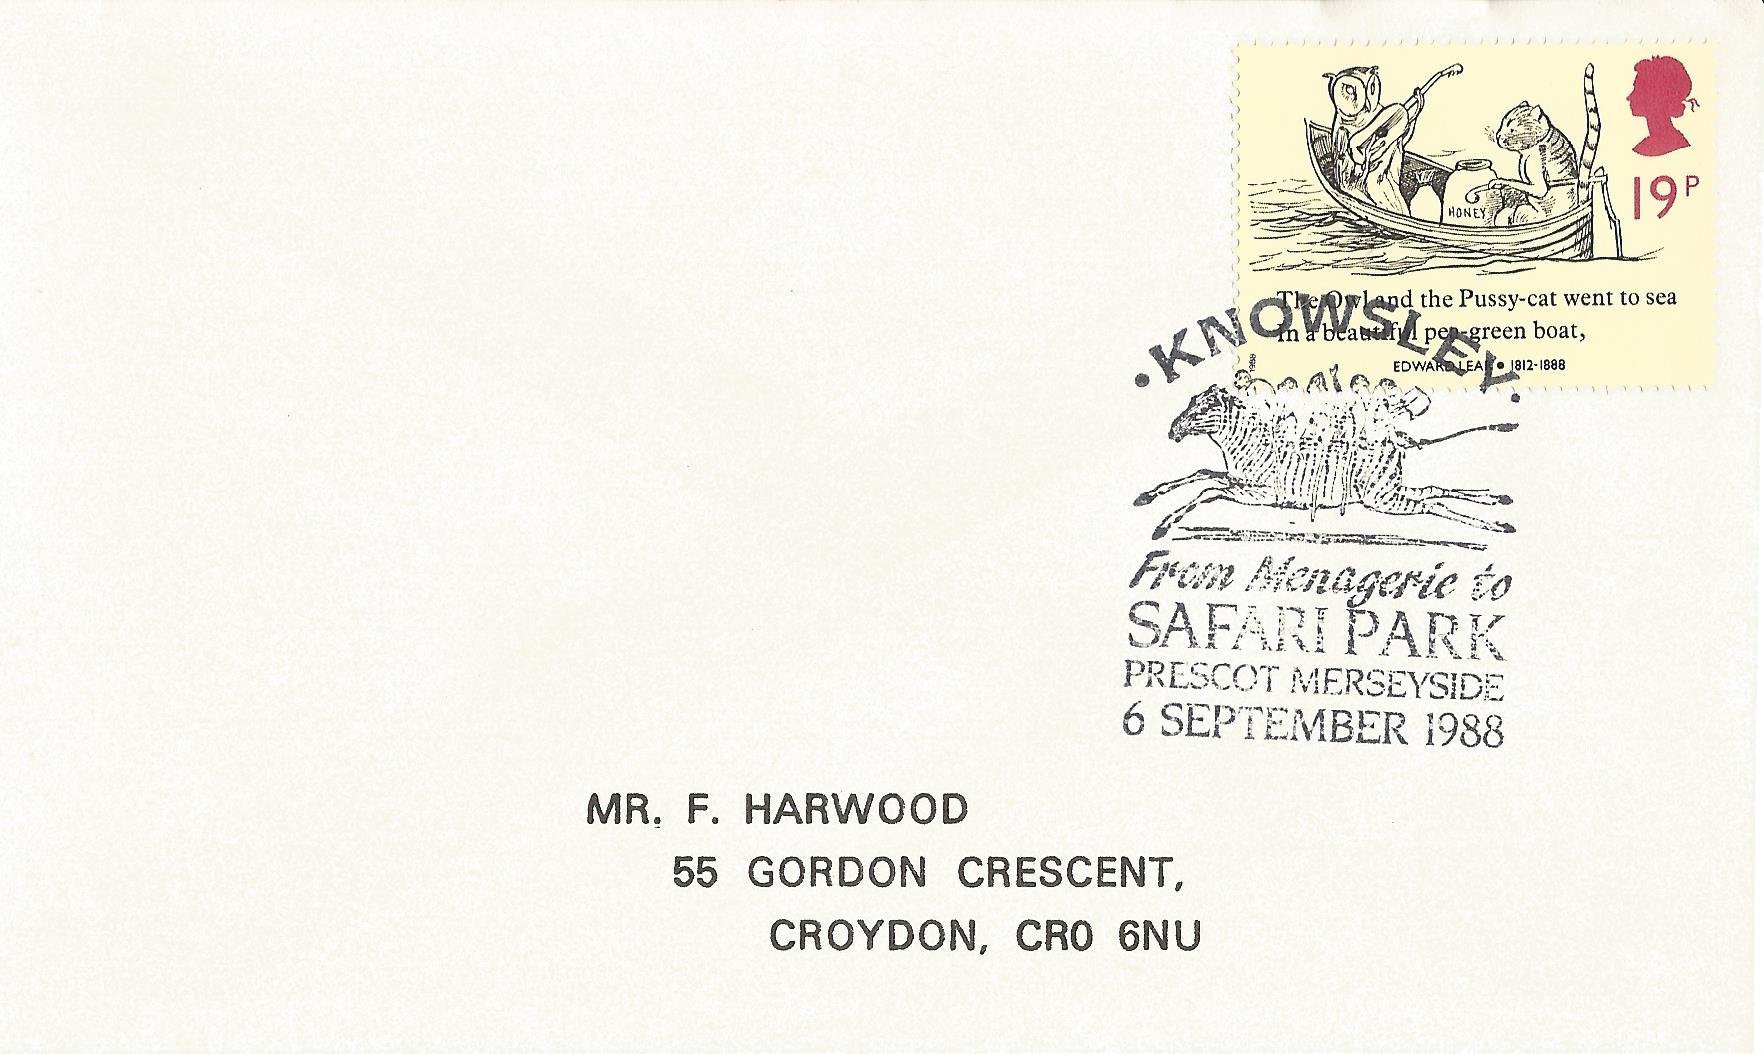 19P
HONEY
The Owl and the Pussy-cat went to sea
In a beautiful pea-green boat,
EDWARD LEAR • 1812-1888
1988
• KNOWSLEY •
From Menagerie to
SAFARI PARK
PRESCOT MERSEYSIDE
6 SEPTEMBER 1988
MR. F. HARWOOD
55 GORDON CRESCENT,
CROYDON, CR0 6NU